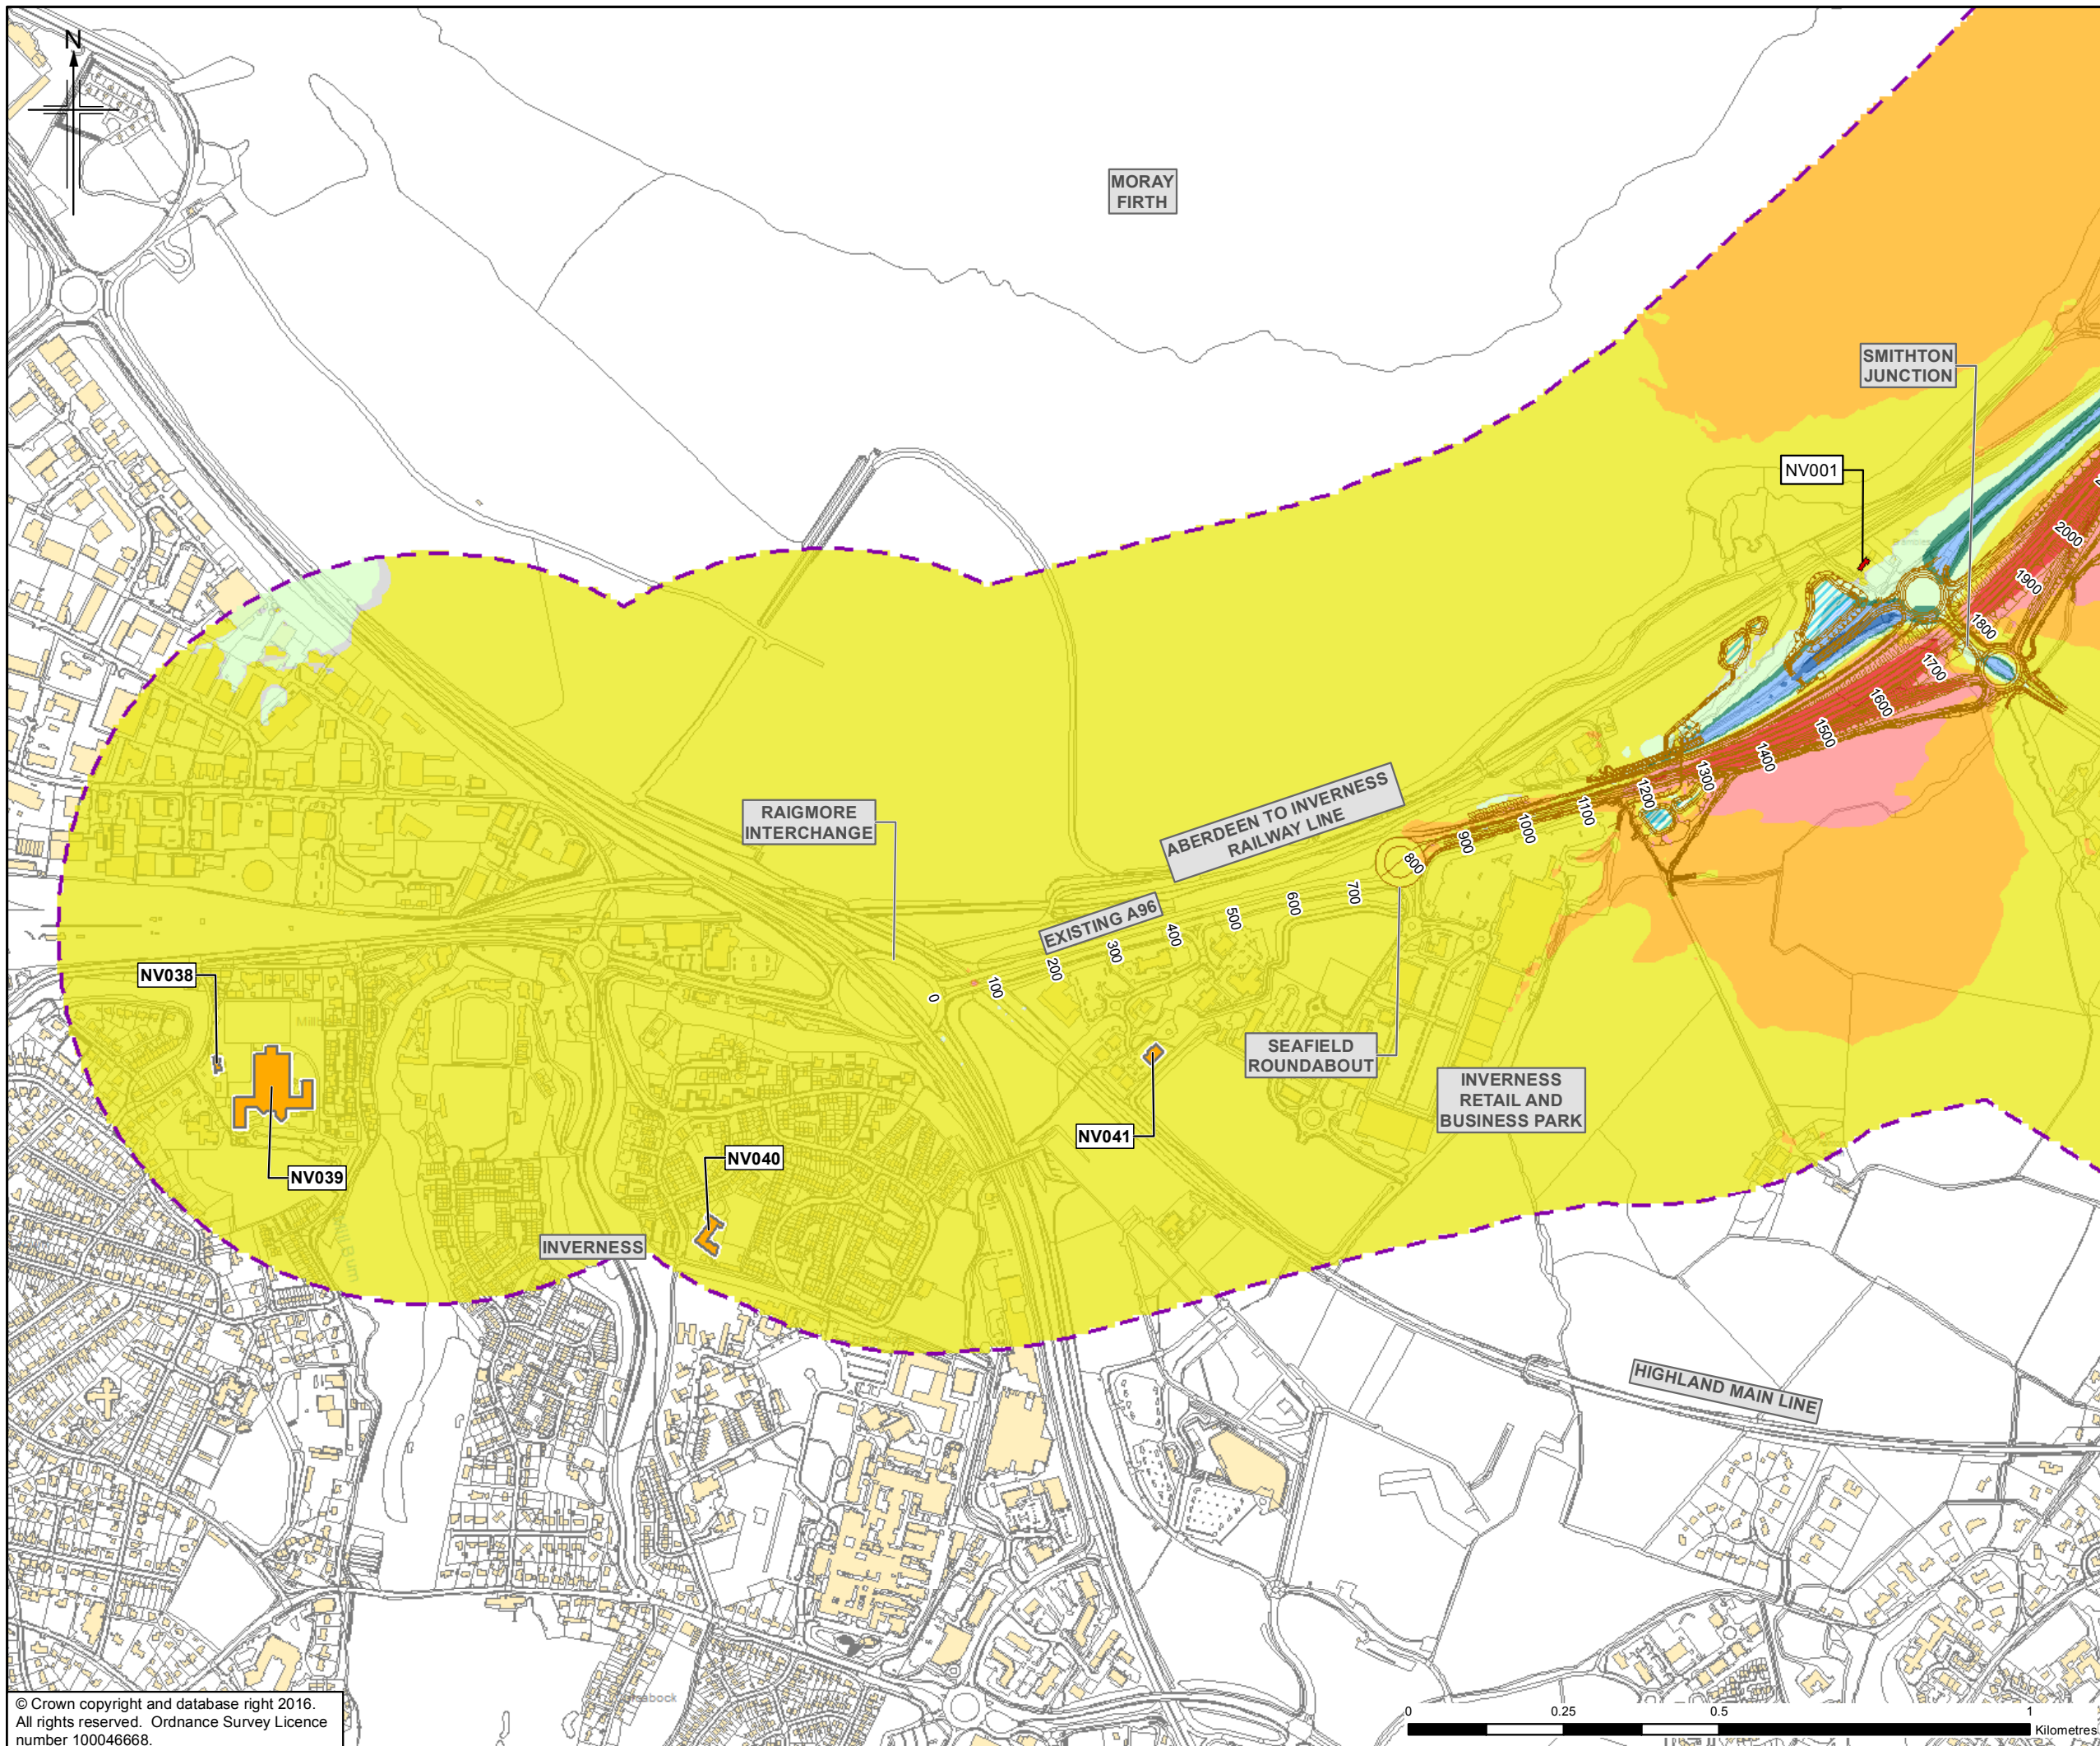 N
MORAY
FIRTH
SMITHTON
JUNCTION
NV001
2000
1900
1800
1700
1600
1500
1400
1300
1200
1100
1000
900
800
700
600
500
400
300
200
100
0
RAIGMORE
INTERCHANGE
ABERDEEN TO INVERNESS
RAILWAY LINE
EXISTING A96
NV038
NV039
NV040
NV041
SEAFIELD
ROUNDABOUT
INVERNESS
RETAIL AND
BUSINESS PARK
INVERNESS
Mill Burn
HIGHLAND MAIN LINE
© Crown copyright and database right 2016.
All rights reserved. Ordnance Survey Licence
number 100046668.
0 0.25 0.5 1
Kilometres